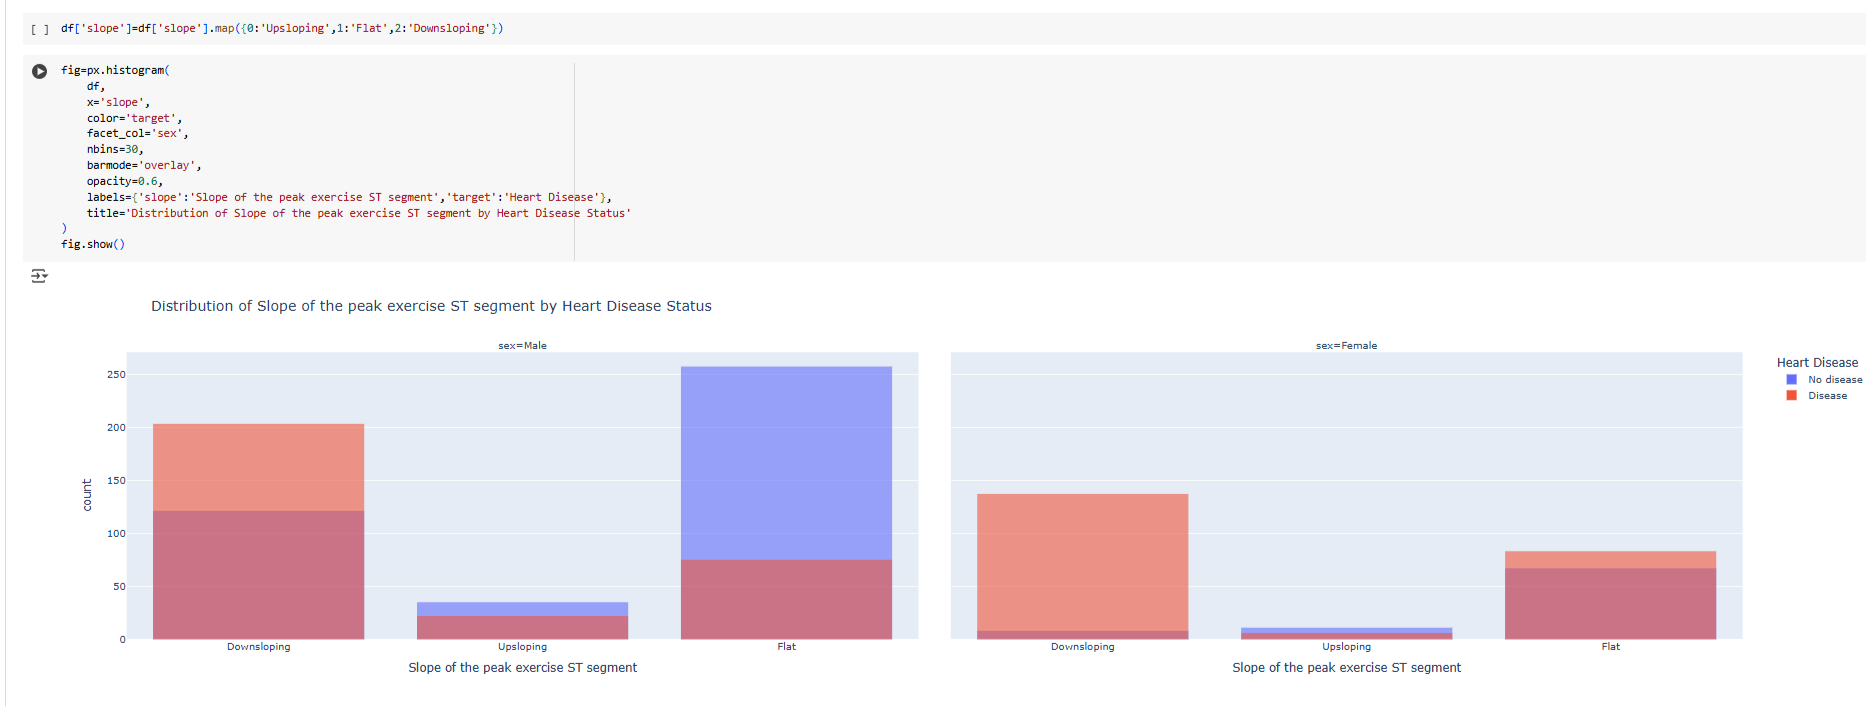 [ ] df['slope']=df['slope'].map({0:'Upsloping',1:'Flat',2:'Downsloping'})
fig=px.histogram(
    df,
    x='slope',
    color='target',
    facet_col='sex',
    nbins=30,
    barmode='overlay',
    opacity=0.6,
    labels={'slope':'Slope of the peak exercise ST segment','target':'Heart Disease'},
    title='Distribution of Slope of the peak exercise ST segment by Heart Disease Status'
)
fig.show()
Distribution of Slope of the peak exercise ST segment by Heart Disease Status
sex=Male
sex=Female
Heart Disease
No disease
Disease
250
200
150
100
50
0
count
Downsloping
Upsloping
Flat
Downsloping
Upsloping
Flat
Slope of the peak exercise ST segment
Slope of the peak exercise ST segment